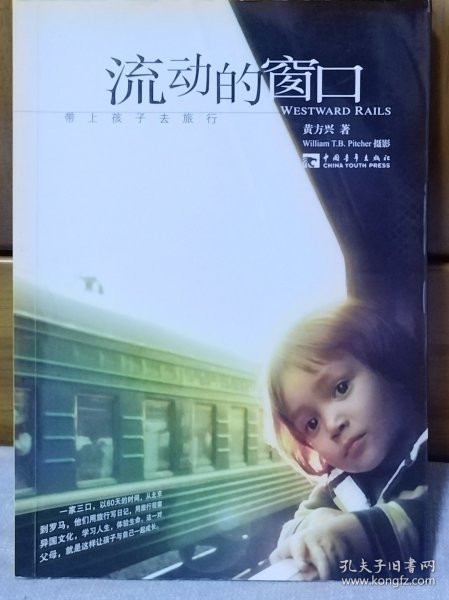 流动的窗口
WESTWARD RAILS
带上孩子去旅行
黄方兴 著
William T.B. Pitcher 摄影
中国青年出版社
CHINA YOUTH PRESS
一家三口，以60天的时间，从北京
到罗马，他们用旅行写日记，用旅行观察
异国文化，学习人生，体验生命。这一对
父母，就是这样让孩子与自己一起成长。
孔夫子旧书网
www.kongfz.com